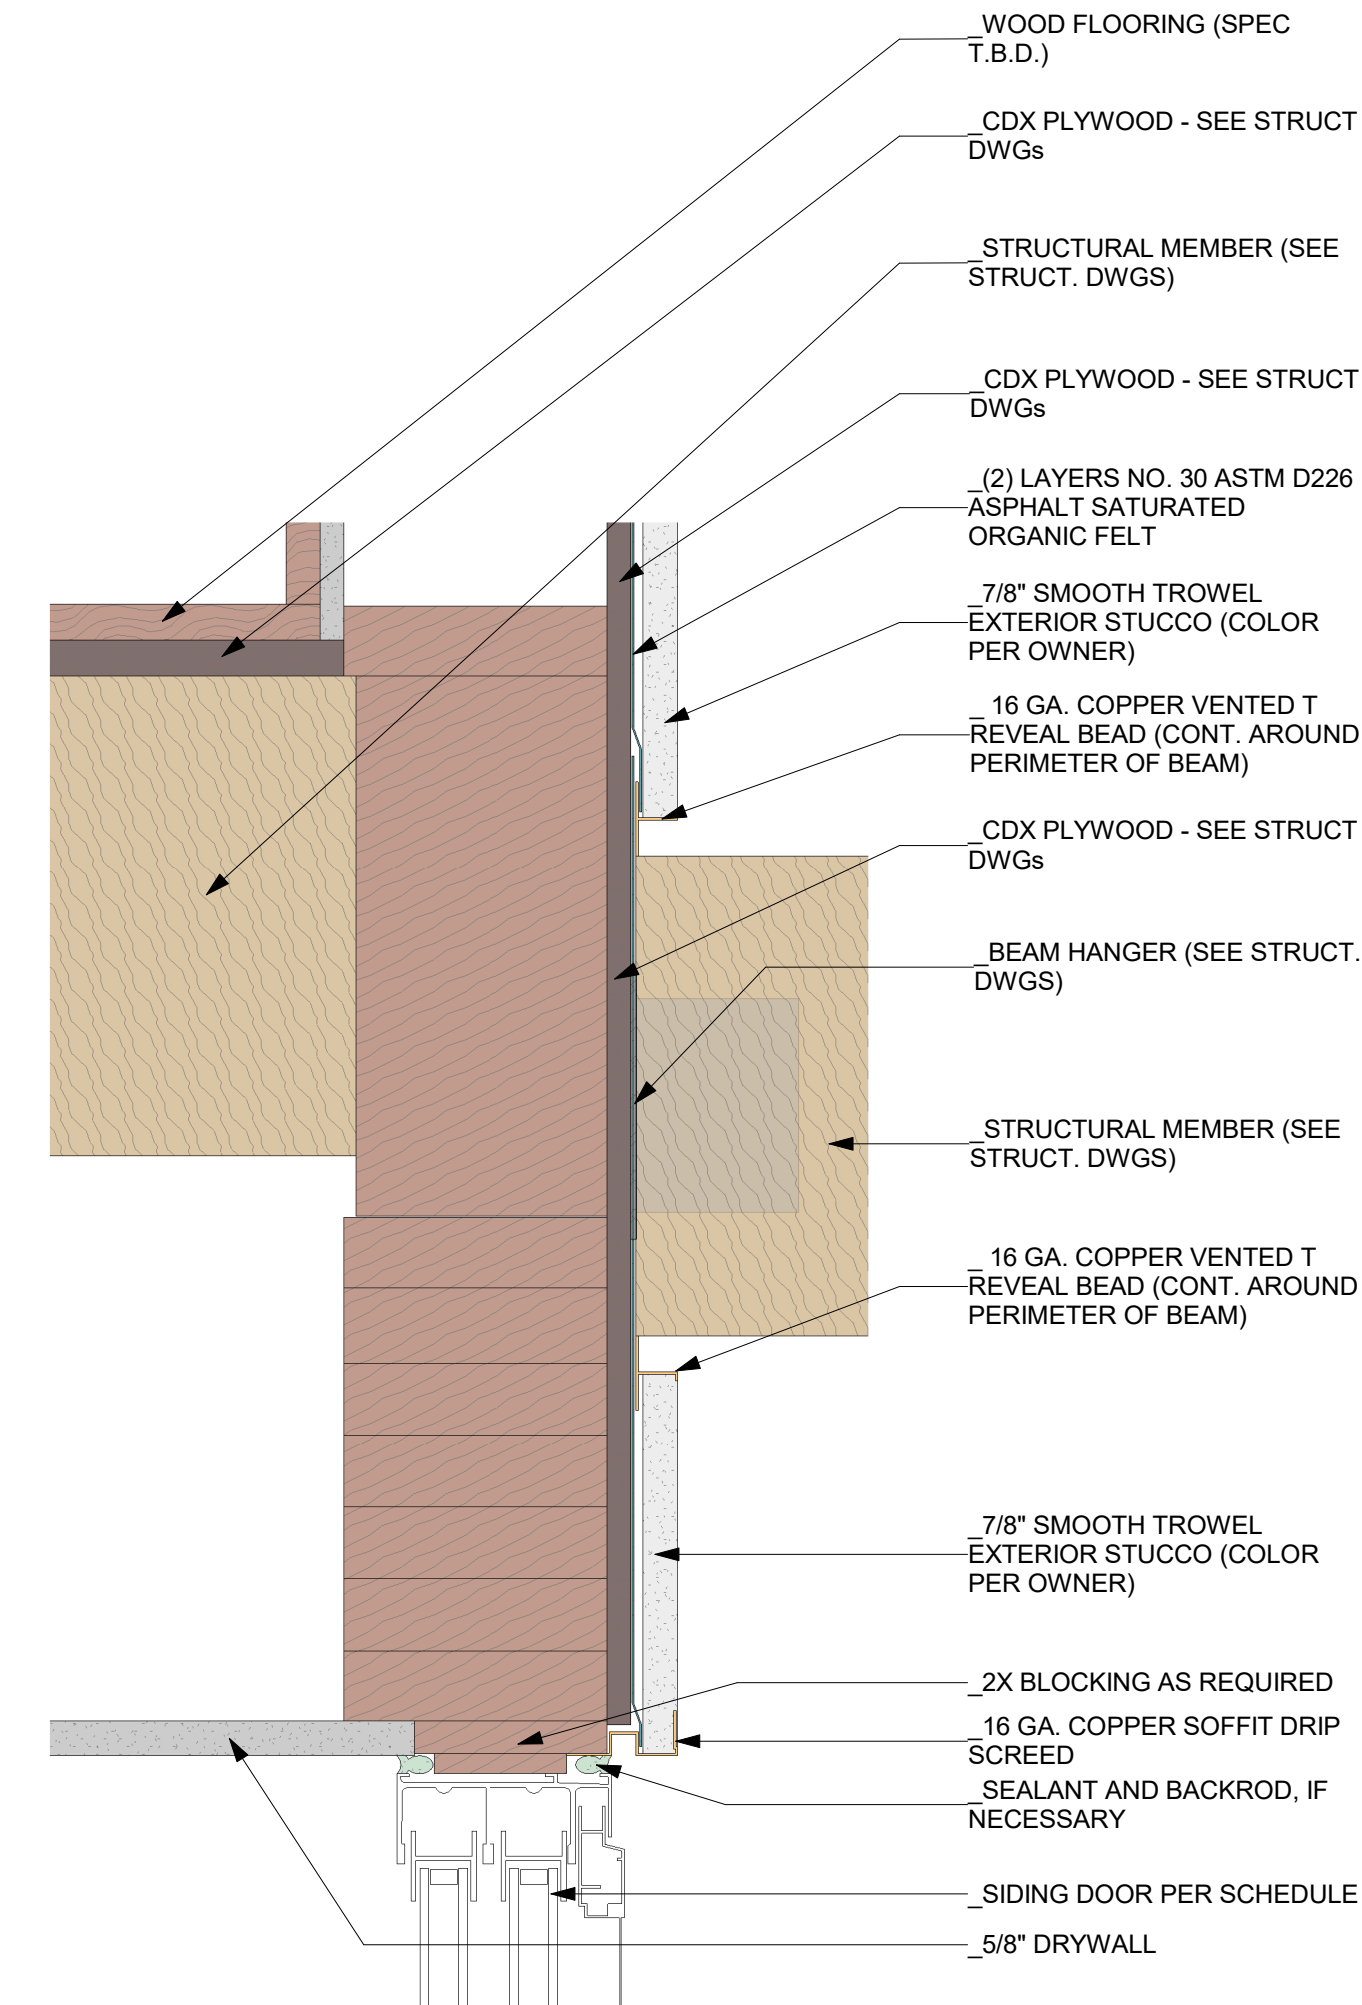 _WOOD FLOORING (SPEC
T.B.D.)
_CDX PLYWOOD - SEE STRUCT
DWGs
_STRUCTURAL MEMBER (SEE
STRUCT. DWGS)
_CDX PLYWOOD - SEE STRUCT
DWGs
_(2) LAYERS NO. 30 ASTM D226
ASPHALT SATURATED
ORGANIC FELT
_7/8" SMOOTH TROWEL
EXTERIOR STUCCO (COLOR
PER OWNER)
_ 16 GA. COPPER VENTED T
REVEAL BEAD (CONT. AROUND
PERIMETER OF BEAM)
_CDX PLYWOOD - SEE STRUCT
DWGs
_BEAM HANGER (SEE STRUCT.
DWGS)
_STRUCTURAL MEMBER (SEE
STRUCT. DWGS)
_ 16 GA. COPPER VENTED T
REVEAL BEAD (CONT. AROUND
PERIMETER OF BEAM)
_7/8" SMOOTH TROWEL
EXTERIOR STUCCO (COLOR
PER OWNER)
_2X BLOCKING AS REQUIRED
_16 GA. COPPER SOFFIT DRIP
SCREED
_SEALANT AND BACKROD, IF
NECESSARY
_SIDING DOOR PER SCHEDULE
_5/8" DRYWALL